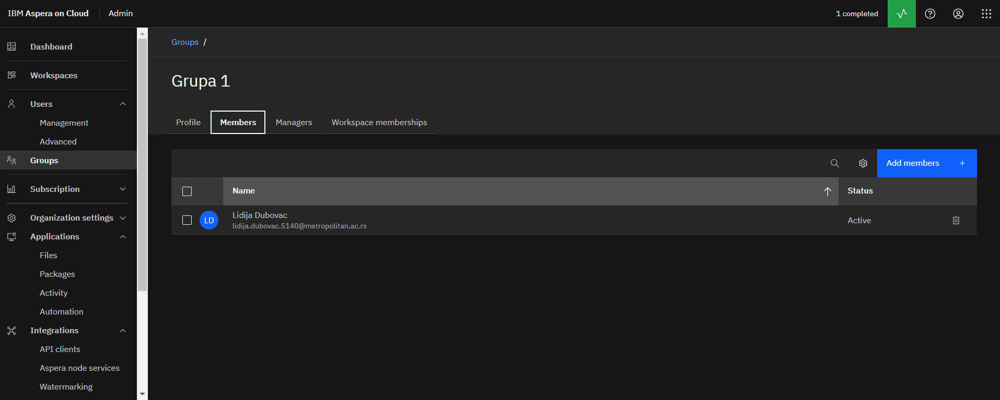 IBM Aspera on Cloud
Admin
1 completed
Dashboard
Workspaces
Users
Management
Advanced
Groups
Subscription
Organization settings
Applications
Files
Packages
Activity
Automation
Integrations
API clients
Aspera node services
Watermarking
Groups /
Grupa 1
Profile
Members
Managers
Workspace memberships
Add members +
Name
Status
LD
Lidija Dubovac
lidija.dubovac.5140@metropolitan.ac.rs
Active